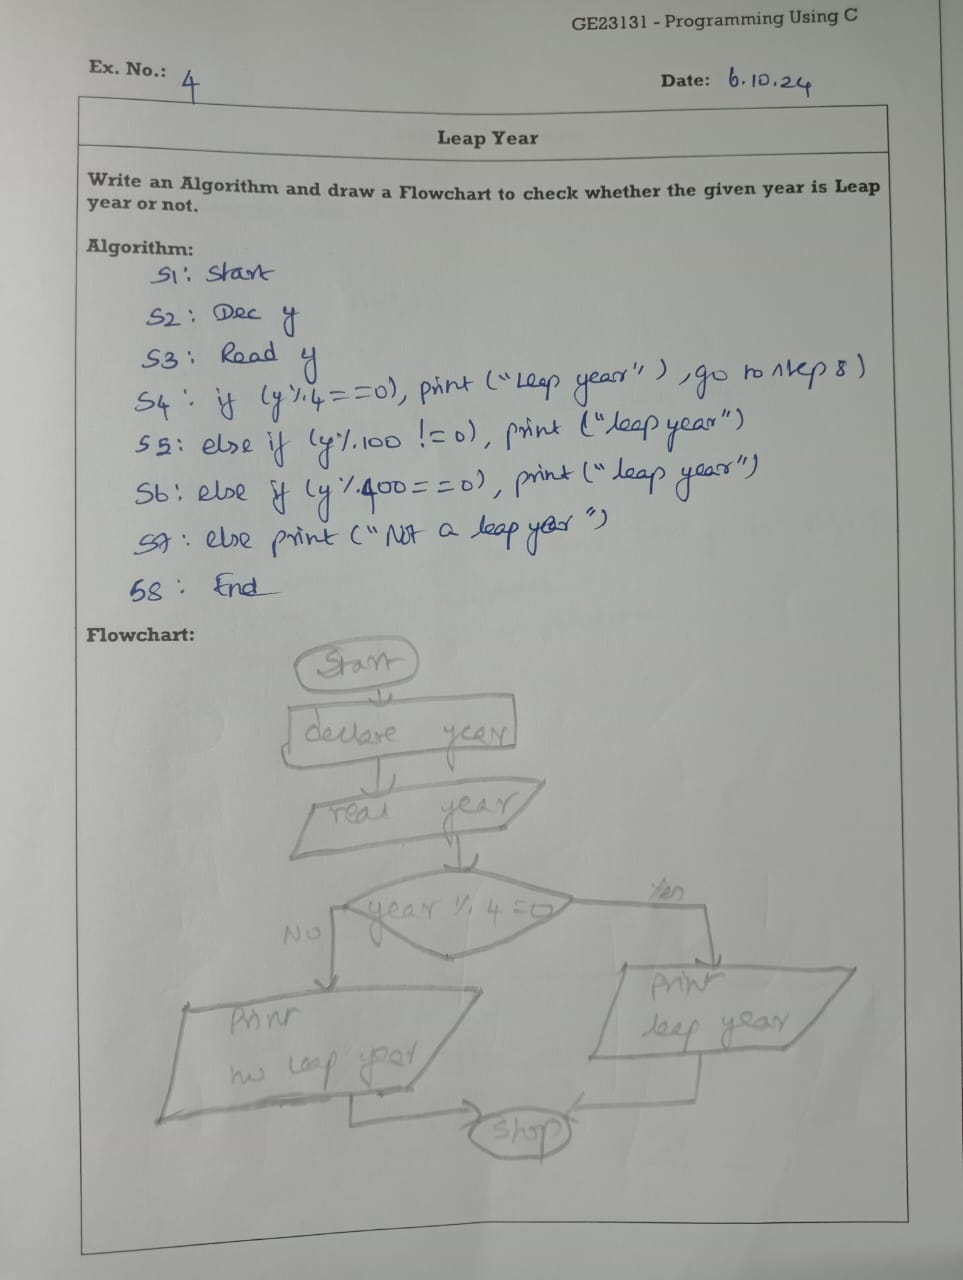 GE23131 - Programming Using C
Ex. No.: 4
Date: 6.10.24
Leap Year
Write an Algorithm and draw a Flowchart to check whether the given year is Leap
year or not.
Algorithm:
S1: Start
S2: Dec y
S3: Read y
S4: if (y%4==0), print ("Leap year"), go to step 8)
S5: else if (y%100 !=0), print ("leap year")
S6: else if (y%400==0), print ("leap year")
S7: else print ("Not a leap year")
S8: End
Flowchart:
Start
declare year
read year
year % 4=0
Yes
No
Print
leap year
Print
leap year
Stop